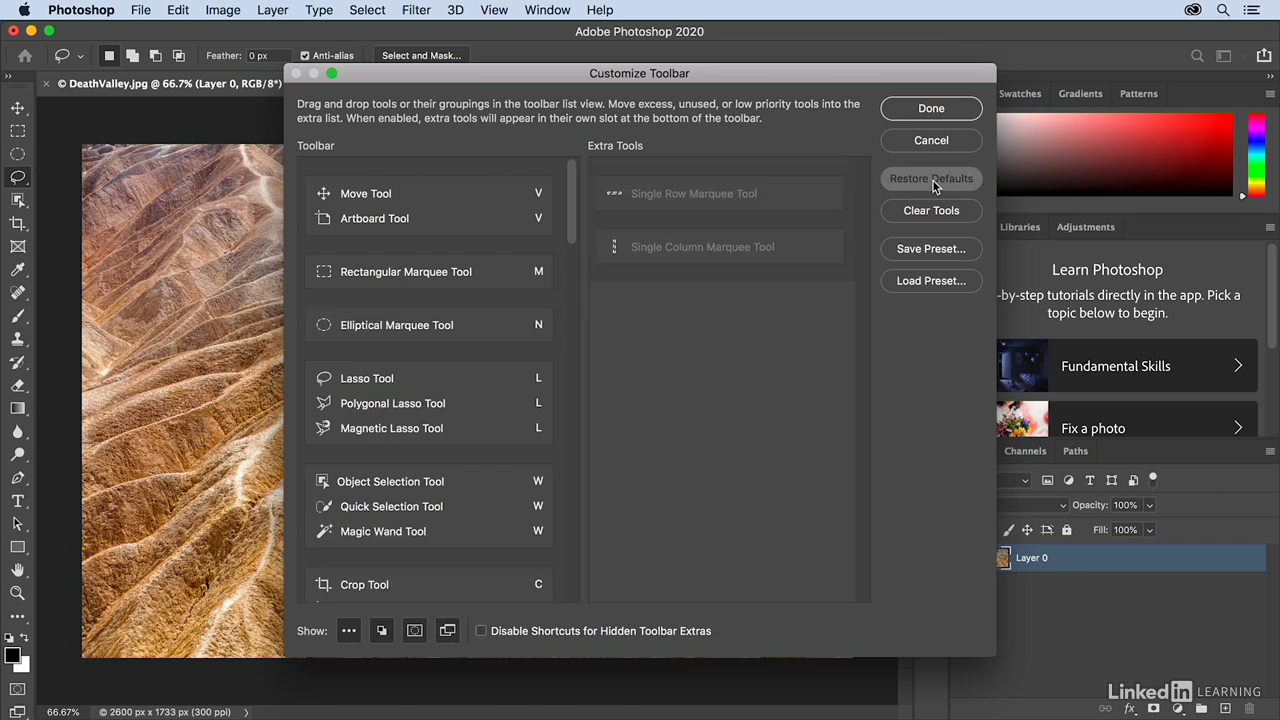 Photoshop File Edit Image Layer Type Select Filter 3D View Window Help
Adobe Photoshop 2020
Feather: 0 px Anti-alias Select and Mask...
© DeathValley.jpg @ 66.7% (Layer 0, RGB/8*)
Customize Toolbar
Drag and drop tools or their groupings in the toolbar list view. Move excess, unused, or low priority tools into the
extra list. When enabled, extra tools will appear in their own slot at the bottom of the toolbar.
Toolbar
Extra Tools
Move Tool V
Artboard Tool V
Rectangular Marquee Tool M
Elliptical Marquee Tool N
Lasso Tool L
Polygonal Lasso Tool L
Magnetic Lasso Tool L
Object Selection Tool W
Quick Selection Tool W
Magic Wand Tool W
Crop Tool C
Single Row Marquee Tool
Single Column Marquee Tool
Done
Cancel
Restore Defaults
Clear Tools
Save Preset...
Load Preset...
Show: Disable Shortcuts for Hidden Toolbar Extras
Swatches Gradients Patterns
Libraries Adjustments
Learn Photoshop
-by-step tutorials directly in the app. Pick a
topic below to begin.
Fundamental Skills
Fix a photo
Channels Paths
Opacity: 100%
Fill: 100%
Layer 0
66.67% © 2600 px x 1733 px (300 ppi)
LinkedIn LEARNING